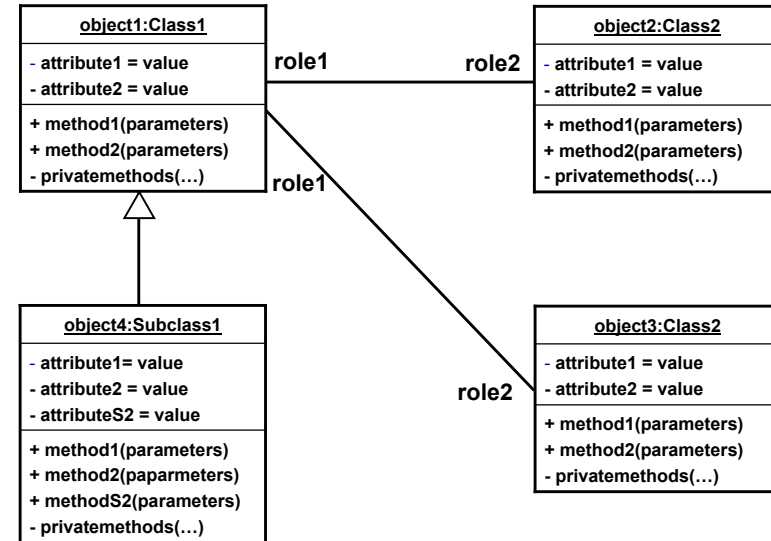 object1:Class1
- attribute1 = value
- attribute2 = value
+ method1(parameters)
+ method2(parameters)
- privatemethods(…)
role1
role2
object2:Class2
- attribute1 = value
- attribute2 = value
+ method1(parameters)
+ method2(parameters)
- privatemethods(…)
role1
role2
object4:Subclass1
- attribute1= value
- attribute2 = value
- attributeS2 = value
+ method1(parameters)
+ method2(paparmeters)
+ methodS2(parameters)
- privatemethods(…)
object3:Class2
- attribute1 = value
- attribute2 = value
+ method1(parameters)
+ method2(parameters)
- privatemethods(…)